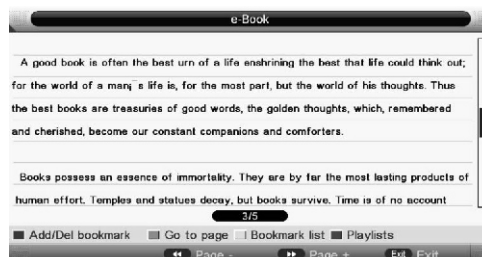 e-Book
A good book is often the best urn of a life enshrining the best that life could think out;
for the world of a man¡¯s life is, for the most part, but the world of his thoughts. Thus
the best books are treasuries of good words, the golden thoughts, which, remembered
and cherished, become our constant companions and comforters.
Books possess an essence of immortality. They are by far the most lasting products of
human effort. Temples and statues decay, but books survive. Time is of no account
3/5
Add/Del bookmark Go to page Bookmark list Playlists
Page - Page + Exit Exit